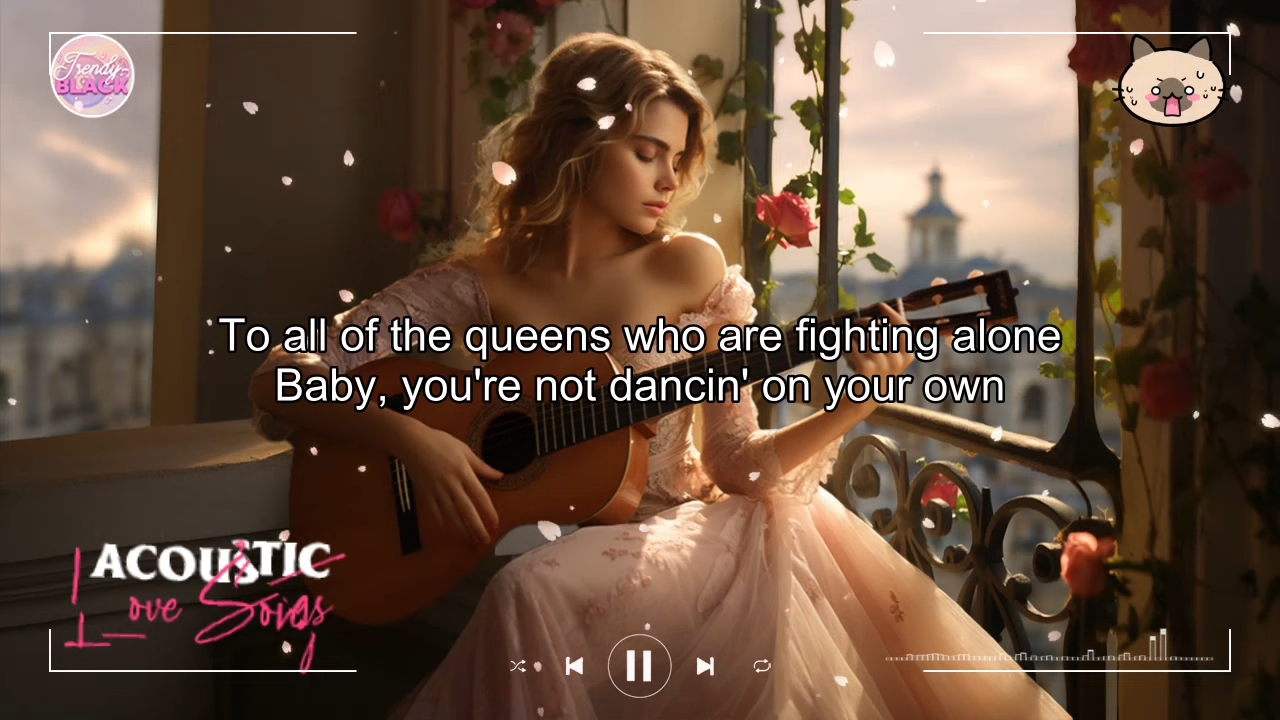 Trendy
BLACK
To all of the queens who are fighting alone
Baby, you're not dancin' on your own
ACOUSTIC
Love Songs